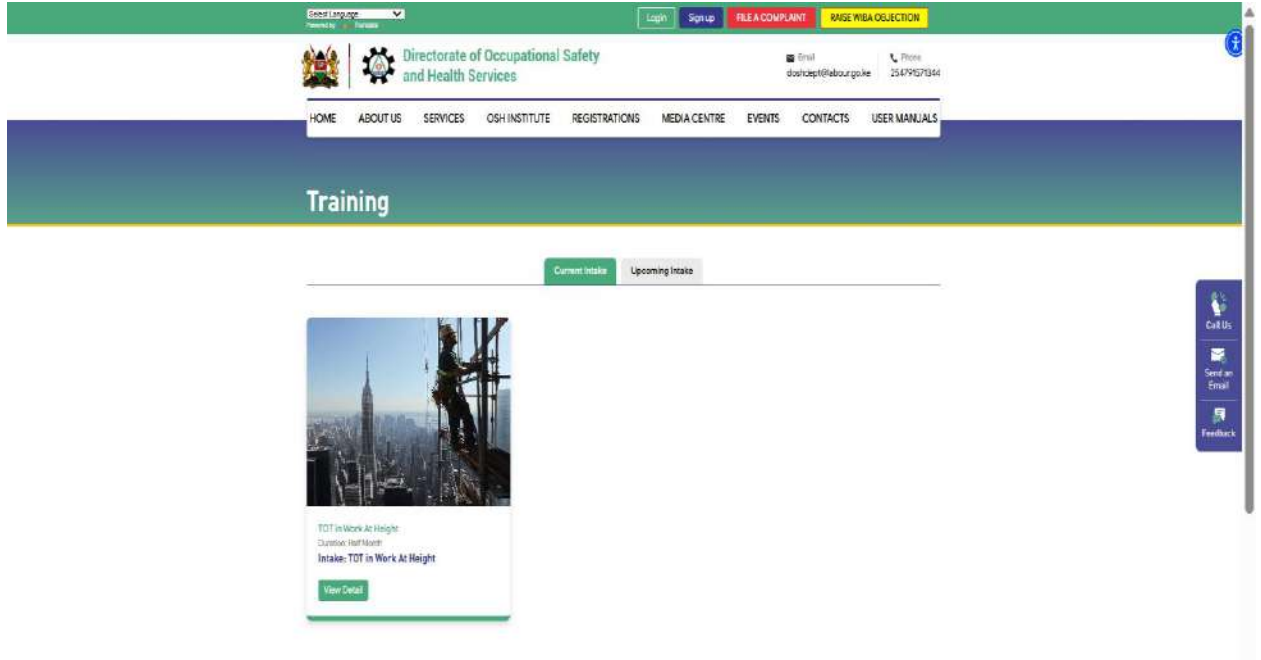 Select Language
Powered by Translate
Login
Sign up
FILE A COMPLAINT
RAISE WIBA OBJECTION
Directorate of Occupational Safety
and Health Services
Email
doshdept@labour.go.ke
Phone
254791571344
HOME ABOUT US SERVICES OSH INSTITUTE REGISTRATIONS MEDIA CENTRE EVENTS CONTACTS USER MANUALS
Training
Current Intake
Upcoming Intake
Call Us
Send an
Email
Feedback
TOT in Work At Height
Duration: Half Month
Intake: TOT in Work At Height
View Detail